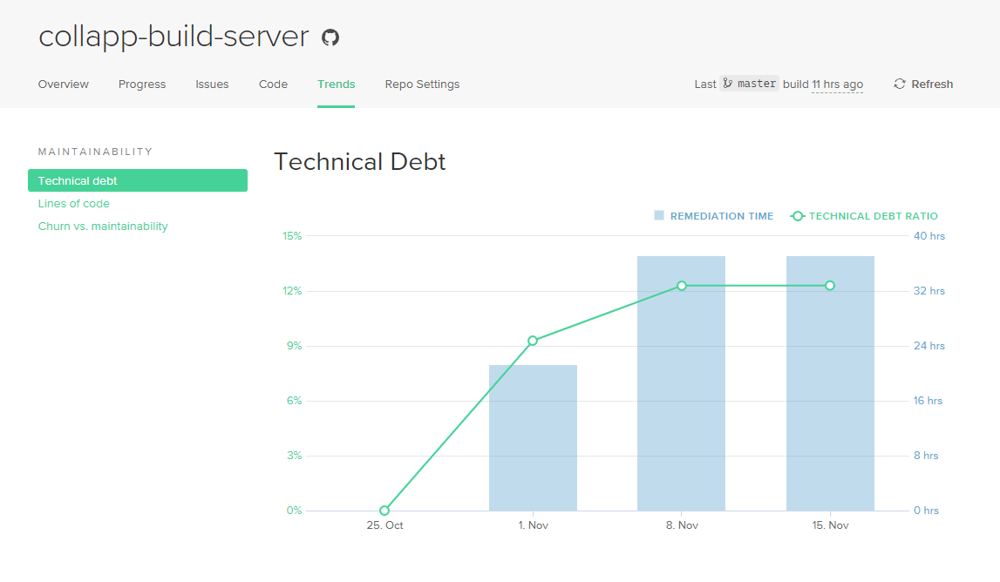 collapp-build-server
Overview Progress Issues Code Trends Repo Settings Last master build 11 hrs ago Refresh
MAINTAINABILITY
Technical debt
Lines of code
Churn vs. maintainability
Technical Debt
REMEDIATION TIME TECHNICAL DEBT RATIO
15% 40 hrs
12% 32 hrs
9% 24 hrs
6% 16 hrs
3% 8 hrs
0% 0 hrs
25. Oct 1. Nov 8. Nov 15. Nov